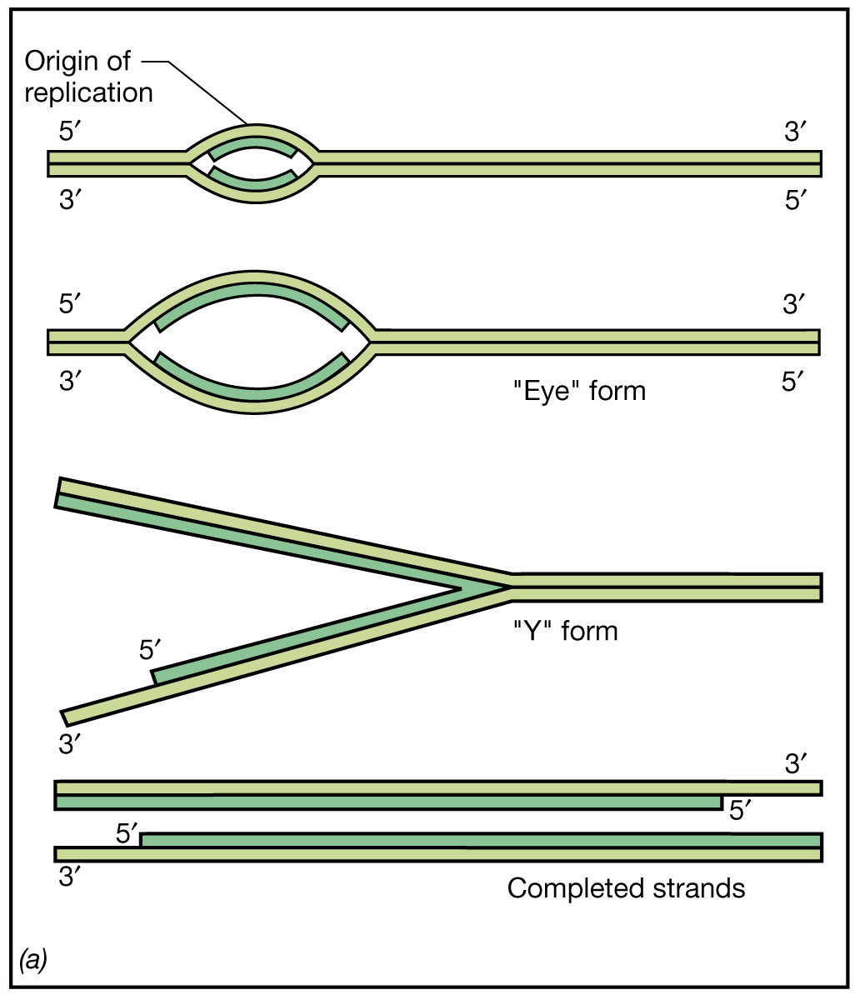 Origin of
replication
5′
3′
3′
5′
5′
3′
3′
5′
"Eye" form
"Y" form
5′
3′
3′
5′
5′
3′
Completed strands
(a)